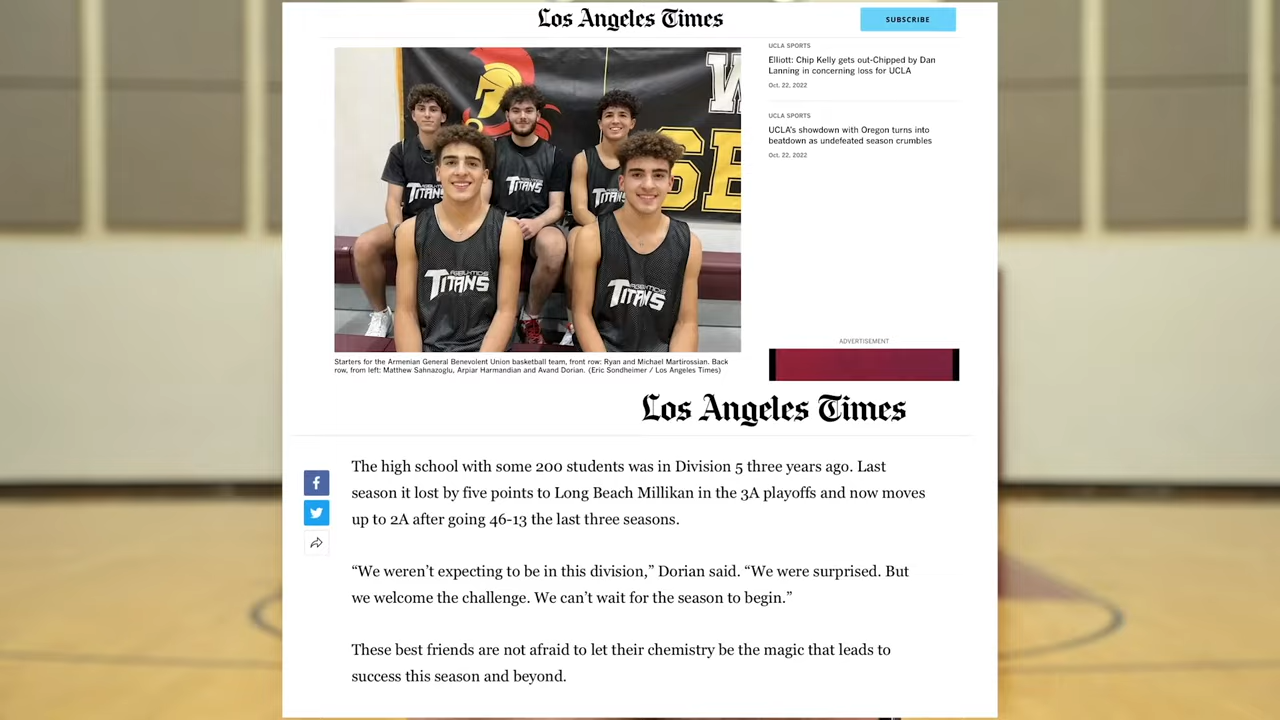 Los Angeles Times
SUBSCRIBE
W
SE
TITANS
TITANS
TITANS
TITANS
TITANS
Starters for the Armenian General Benevolent Union basketball team, front row: Ryan and Michael Martirossian. Back
row, from left: Matthew Sahnazoglu, Arpiar Harmandian and Avand Dorian. (Eric Sondheimer / Los Angeles Times)
UCLA SPORTS
Elliott: Chip Kelly gets out-Chipped by Dan
Lanning in concerning loss for UCLA
Oct. 22, 2022
UCLA SPORTS
UCLA's showdown with Oregon turns into
beatdown as undefeated season crumbles
Oct. 22, 2022
ADVERTISEMENT
Los Angeles Times
The high school with some 200 students was in Division 5 three years ago. Last
season it lost by five points to Long Beach Millikan in the 3A playoffs and now moves
up to 2A after going 46-13 the last three seasons.
“We weren’t expecting to be in this division,” Dorian said. “We were surprised. But
we welcome the challenge. We can’t wait for the season to begin.”
These best friends are not afraid to let their chemistry be the magic that leads to
success this season and beyond.